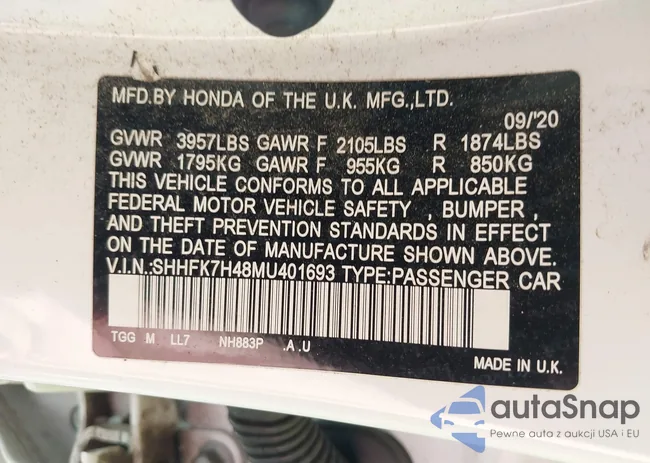 MFD.BY HONDA OF THE U.K. MFG.,LTD.
09/'20
GVWR 3957LBS GAWR F 2105LBS R 1874LBS
GVWR 1795KG GAWR F 955KG R 850KG
THIS VEHICLE CONFORMS TO ALL APPLICABLE
FEDERAL MOTOR VEHICLE SAFETY , BUMPER ,
AND THEFT PREVENTION STANDARDS IN EFFECT
ON THE DATE OF MANUFACTURE SHOWN ABOVE.
V.I.N.:SHHFK7H48MU401693 TYPE:PASSENGER CAR
TGG M LL7 NH883P .A .U
MADE IN U.K.
autaSnap
Pewne auta z aukcji USA i EU